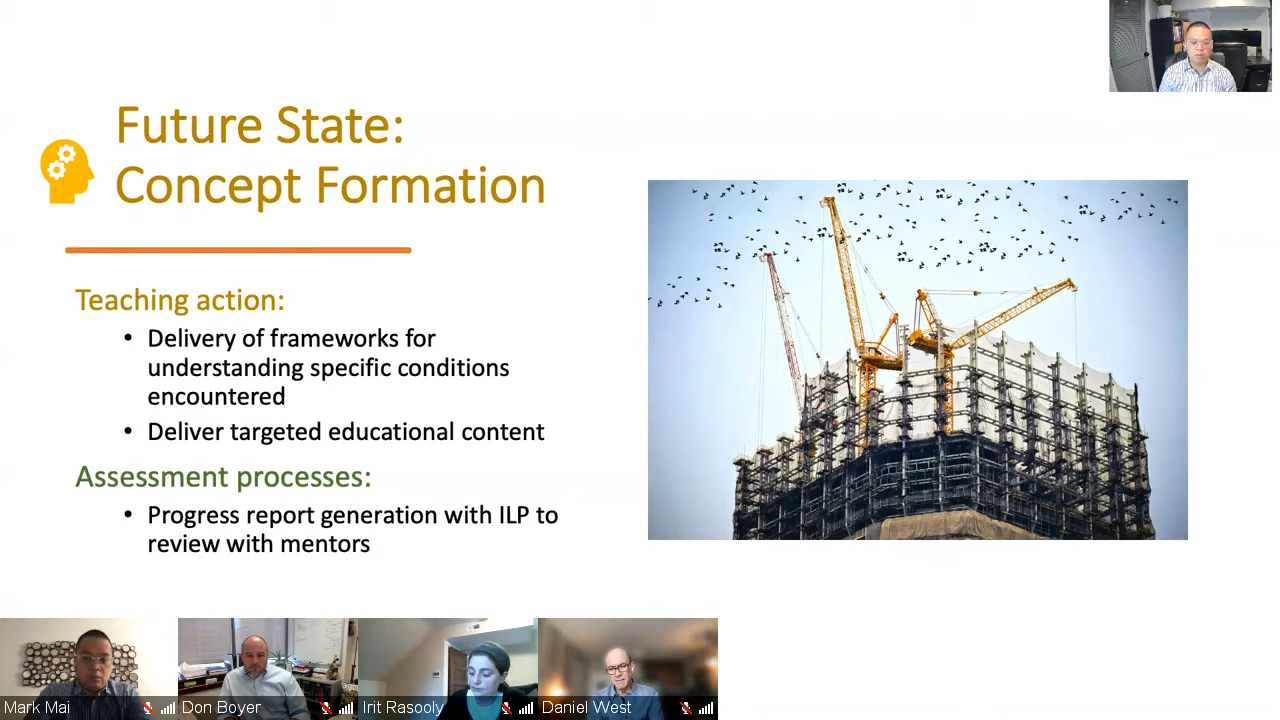 Future State:
Concept Formation
Teaching action:
• Delivery of frameworks for
understanding specific conditions
encountered
• Deliver targeted educational content
Assessment processes:
• Progress report generation with ILP to
review with mentors
Mark Mai
Don Boyer
Irit Rasooly
Daniel West